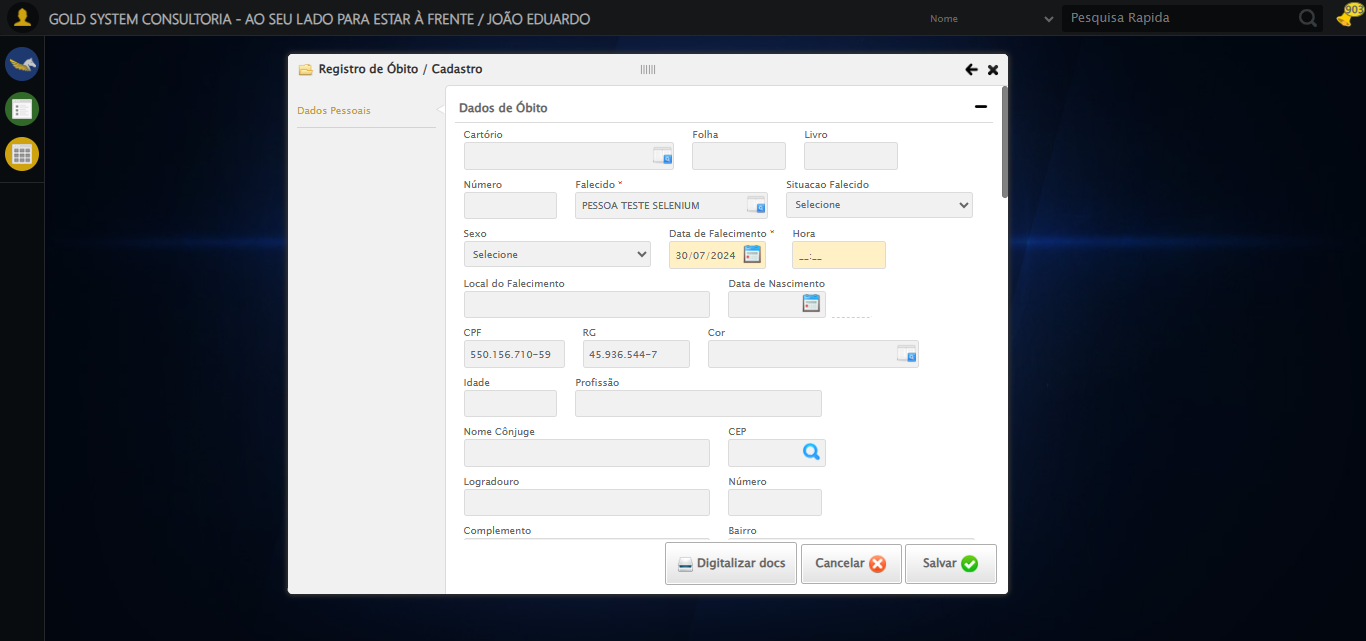 GOLD SYSTEM CONSULTORIA - AO SEU LADO PARA ESTAR À FRENTE / JOÃO EDUARDO
Nome
Pesquisa Rapida
903
Registro de Óbito / Cadastro
Dados Pessoais
Dados de Óbito
Cartório Folha Livro
Número Falecido * Situacao Falecido
PESSOA TESTE SELENIUM Selecione
Sexo Data de Falecimento * Hora
Selecione 30/07/2024 __:__
Local do Falecimento Data de Nascimento
CPF RG Cor
550.156.710-59 45.936.544-7
Idade Profissão
Nome Cônjuge CEP
Logradouro Número
Complemento Bairro
Digitalizar docs Cancelar Salvar